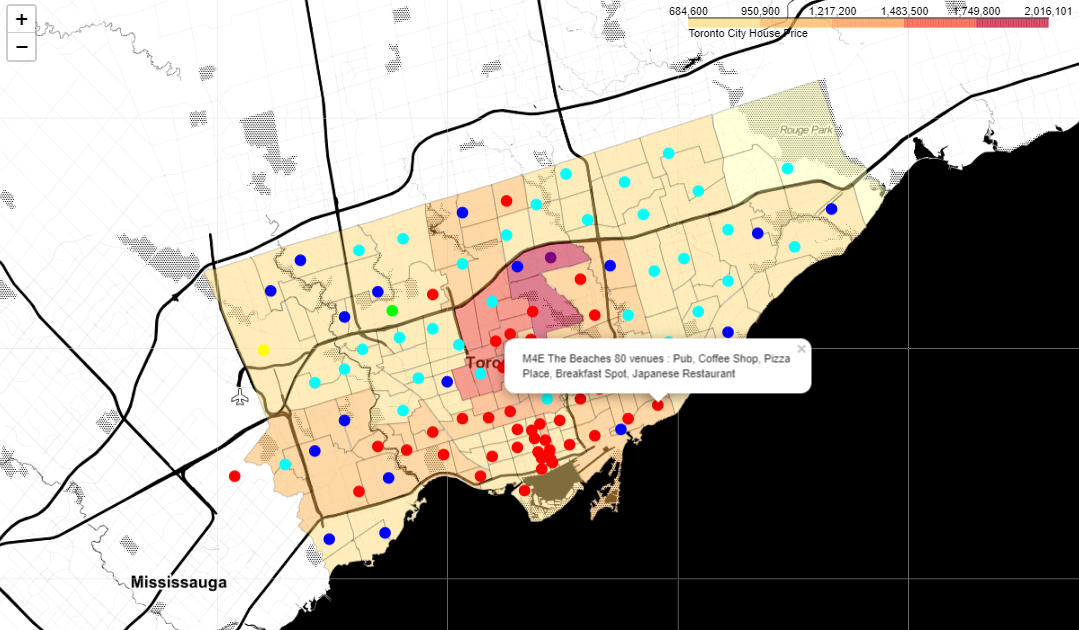 +
−
684,600 950,900 1,217,200 1,483,500 1,749,800 2,016,101
Toronto City House Price
Rouge Park
M4E The Beaches 80 venues : Pub, Coffee Shop, Pizza
Place, Breakfast Spot, Japanese Restaurant
×
Toro
Mississauga